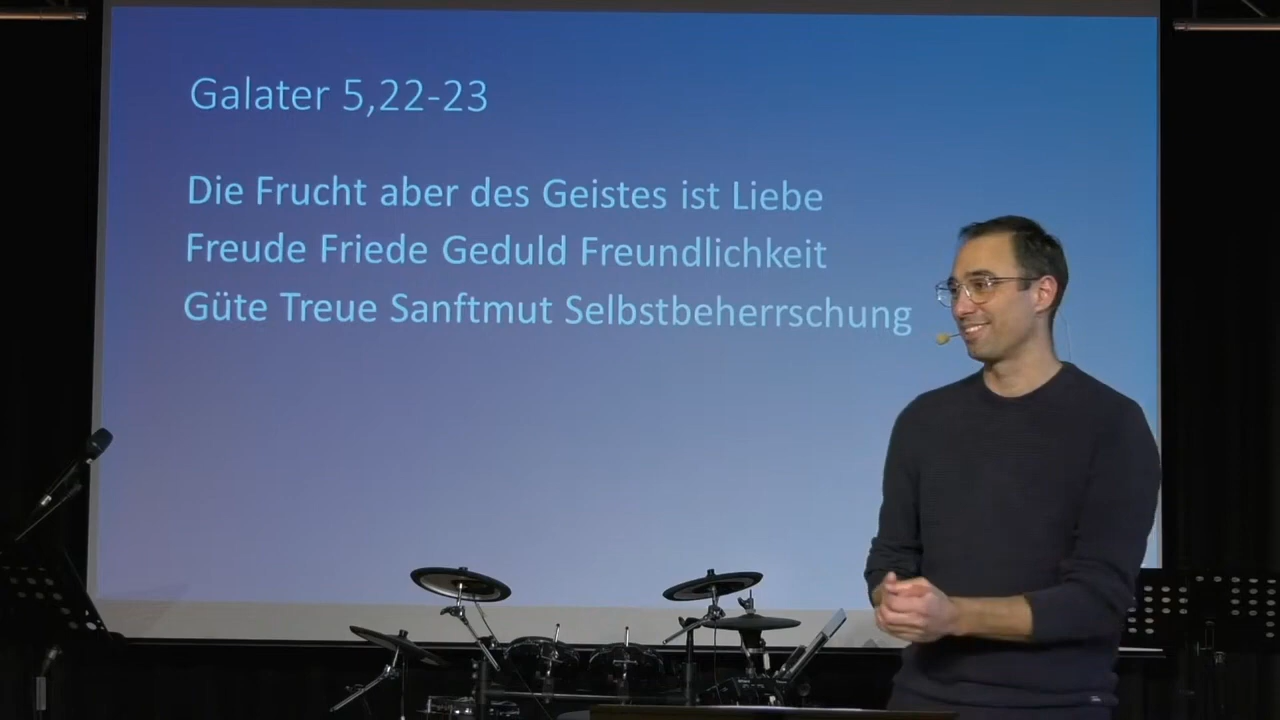 Galater 5,22-23
Die Frucht aber des Geistes ist Liebe
Freude Friede Geduld Freundlichkeit
Güte Treue Sanftmut Selbstbeherrschung